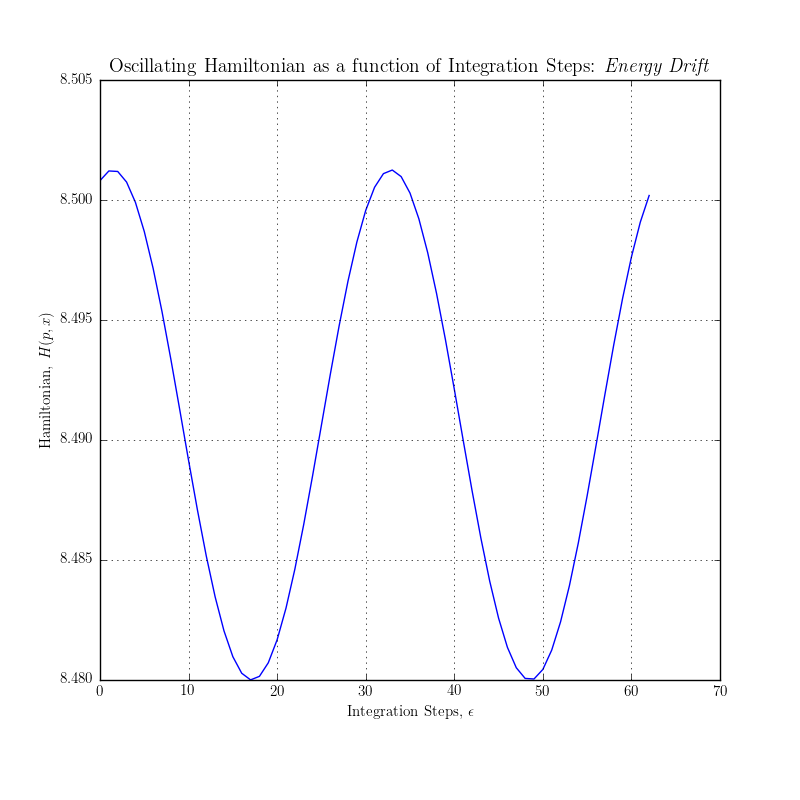 Oscillating Hamiltonian as a function of Integration Steps: Energy Drift
8.505
8.500
8.495
8.490
8.485
8.480
Hamiltonian, H(p, x)
0 10 20 30 40 50 60 70
Integration Steps, ϵ